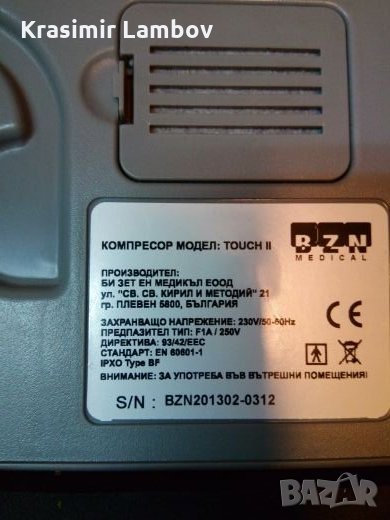 Krasimir Lambov
КОМПРЕСОР МОДЕЛ: TOUCH II
BZN
MEDICAL
ПРОИЗВОДИТЕЛ:
БИ ЗЕТ ЕН МЕДИКЪЛ ЕООД
ул. "СВ. СВ. КИРИЛ И МЕТОДИЙ" 21
гр. ПЛЕВЕН 5800, БЪЛГАРИЯ
ЗАХРАНВАЩО НАПРЕЖЕНИЕ: 230V/50-60Hz
ПРЕДПАЗИТЕЛ ТИП: F1A / 250V
ДИРЕКТИВА: 93/42/EEC
СТАНДАРТ: EN 60601-1
IPXO Type BF
CE
ВНИМАНИЕ: ЗА УПОТРЕБА ВЪВ ВЪТРЕШНИ ПОМЕЩЕНИЯ!
S/N : BZN201302-0312
BAZAR